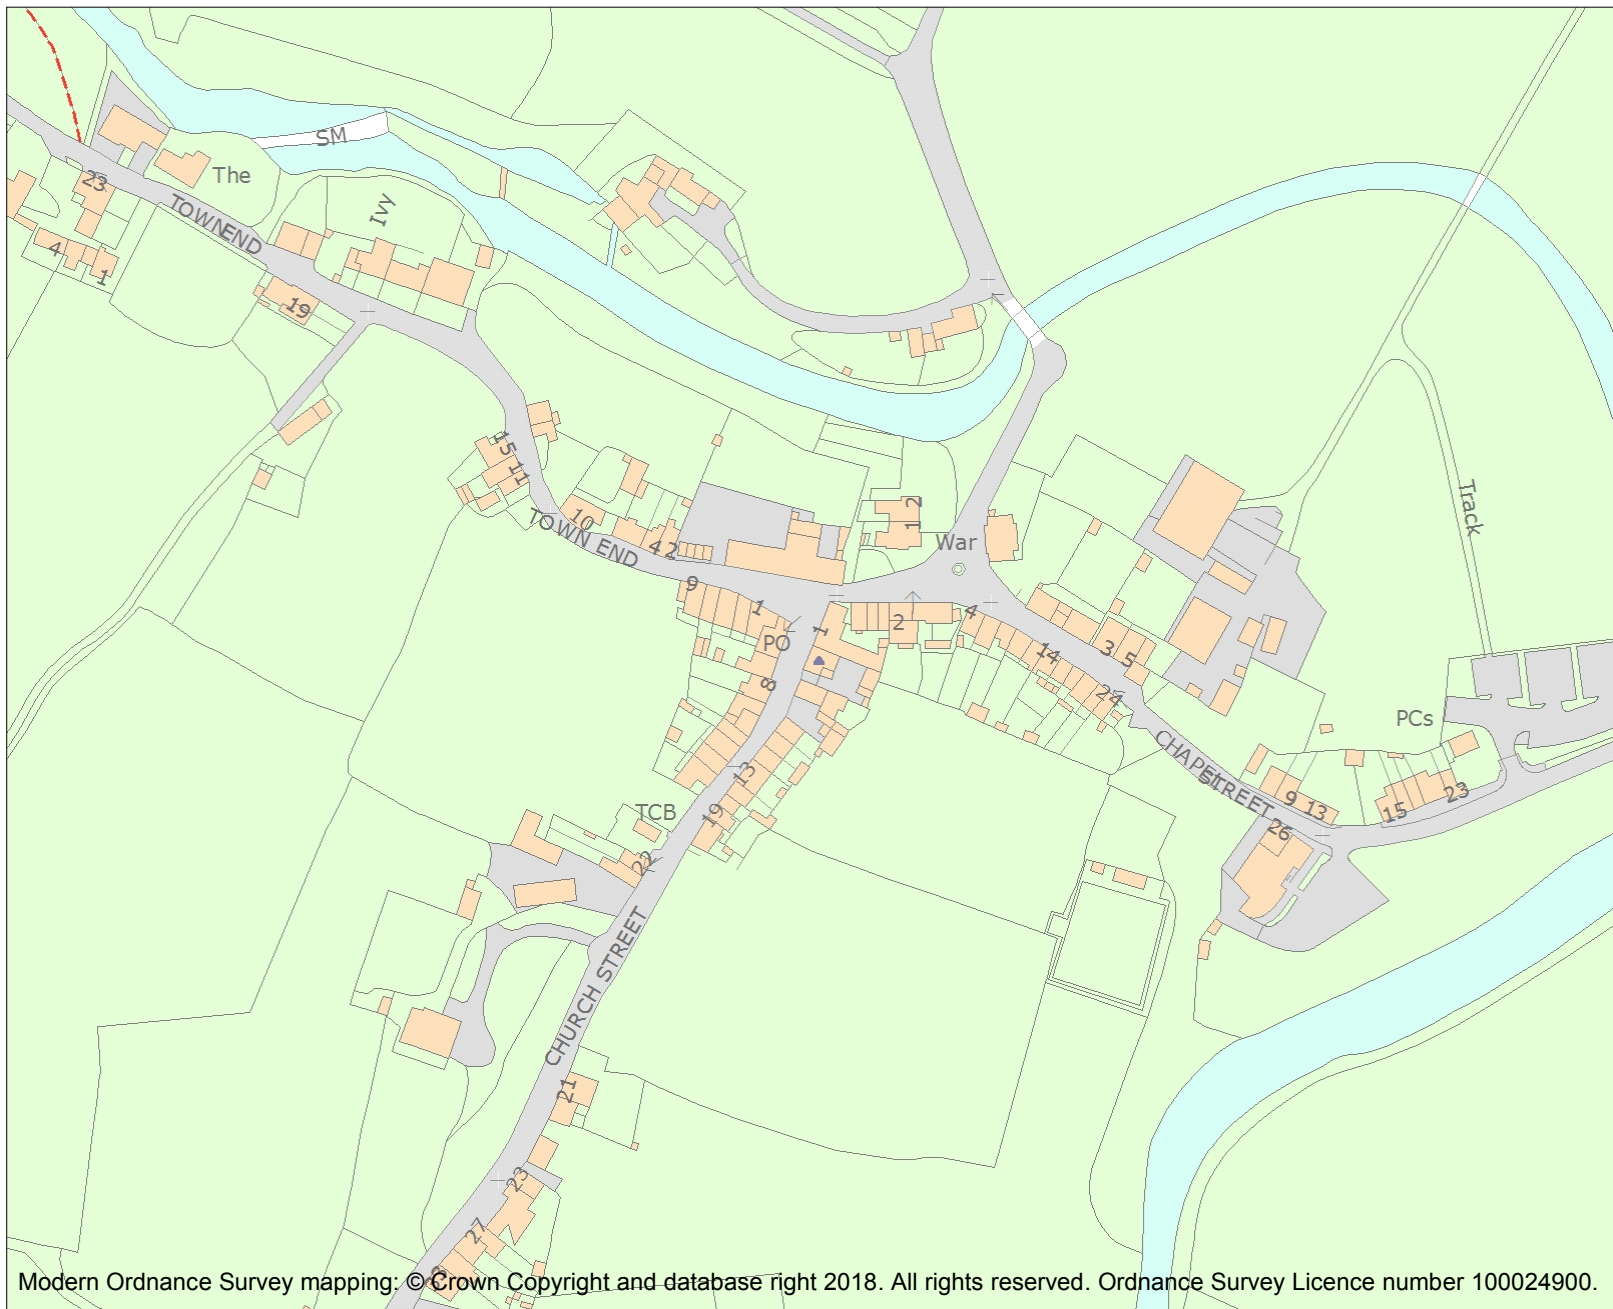 SM
The
23
Ivy
TOWN END
4
1
19
Track
15
11
2
1
10
TOWN END
4
2
War
9
1
1
2
4
PO
14
3
5
8
24
PCs
CHAPEL STREET
13
9
13
15
23
TCB
19
26
22
CHURCH STREET
21
23
27
Modern Ordnance Survey mapping: © Crown Copyright and database right 2018. All rights reserved. Ordnance Survey Licence number 100024900.